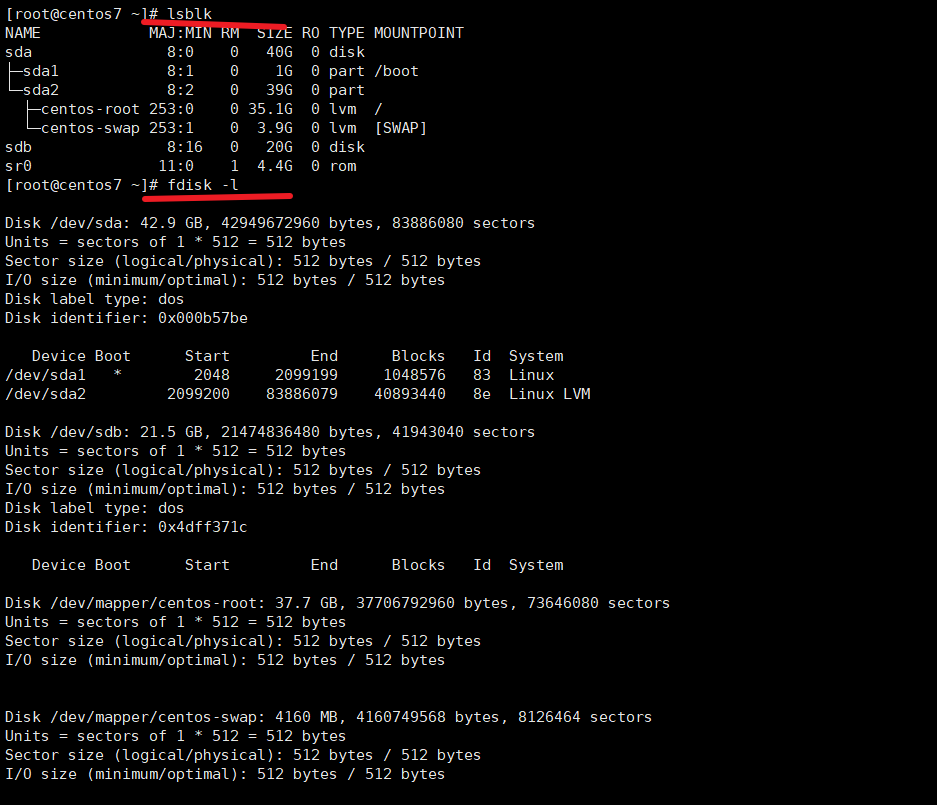 [root@centos7 ~]# lsblk
NAME            MAJ:MIN RM  SIZE RO TYPE MOUNTPOINT
sda               8:0    0   40G  0 disk
├─sda1            8:1    0    1G  0 part /boot
└─sda2            8:2    0   39G  0 part
  ├─centos-root 253:0    0 35.1G  0 lvm  /
  └─centos-swap 253:1    0  3.9G  0 lvm  [SWAP]
sdb               8:16   0   20G  0 disk
sr0              11:0    1  4.4G  0 rom
[root@centos7 ~]# fdisk -l

Disk /dev/sda: 42.9 GB, 42949672960 bytes, 83886080 sectors
Units = sectors of 1 * 512 = 512 bytes
Sector size (logical/physical): 512 bytes / 512 bytes
I/O size (minimum/optimal): 512 bytes / 512 bytes
Disk label type: dos
Disk identifier: 0x000b57be

   Device Boot      Start         End      Blocks   Id  System
/dev/sda1   *        2048     2099199     1048576   83  Linux
/dev/sda2         2099200    83886079    40893440   8e  Linux LVM

Disk /dev/sdb: 21.5 GB, 21474836480 bytes, 41943040 sectors
Units = sectors of 1 * 512 = 512 bytes
Sector size (logical/physical): 512 bytes / 512 bytes
I/O size (minimum/optimal): 512 bytes / 512 bytes
Disk label type: dos
Disk identifier: 0x4dff371c

   Device Boot      Start         End      Blocks   Id  System

Disk /dev/mapper/centos-root: 37.7 GB, 37706792960 bytes, 73646080 sectors
Units = sectors of 1 * 512 = 512 bytes
Sector size (logical/physical): 512 bytes / 512 bytes
I/O size (minimum/optimal): 512 bytes / 512 bytes


Disk /dev/mapper/centos-swap: 4160 MB, 4160749568 bytes, 8126464 sectors
Units = sectors of 1 * 512 = 512 bytes
Sector size (logical/physical): 512 bytes / 512 bytes
I/O size (minimum/optimal): 512 bytes / 512 bytes